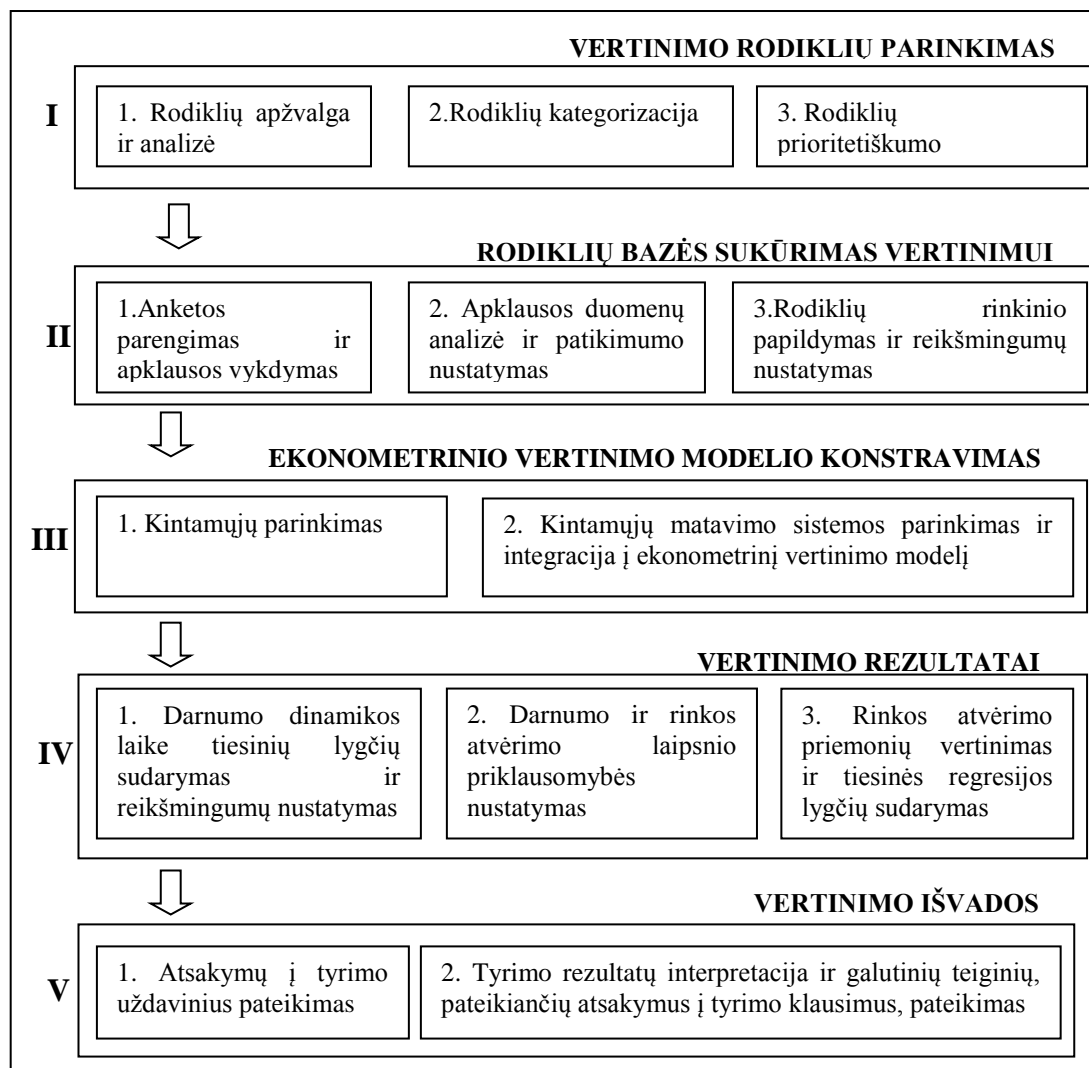 VERTINIMO RODIKLIŲ PARINKIMAS
I
1. Rodiklių apžvalga
ir analizė
2.Rodiklių kategorizacija
3. Rodiklių
prioritetiškumo
RODIKLIŲ BAZĖS SUKŪRIMAS VERTINIMUI
II
1.Anketos
parengimas ir
apklausos vykdymas
2. Apklausos duomenų
analizė ir patikimumo
nustatymas
3.Rodiklių rinkinio
papildymas ir reikšmingumų
nustatymas
EKONOMETRINIO VERTINIMO MODELIO KONSTRAVIMAS
III
1. Kintamųjų parinkimas
2. Kintamųjų matavimo sistemos parinkimas ir
integracija į ekonometrinį vertinimo modelį
VERTINIMO REZULTATAI
IV
1. Darnumo dinamikos
laike tiesinių lygčių
sudarymas ir
reikšmingumų nustatymas
2. Darnumo ir rinkos
atvėrimo laipsnio
priklausomybės
nustatymas
3. Rinkos atvėrimo
priemonių vertinimas
ir tiesinės regresijos
lygčių sudarymas
VERTINIMO IŠVADOS
V
1. Atsakymų į tyrimo
uždavinius pateikimas
2. Tyrimo rezultatų interpretacija ir galutinių teiginių,
pateikiančių atsakymus į tyrimo klausimus, pateikimas